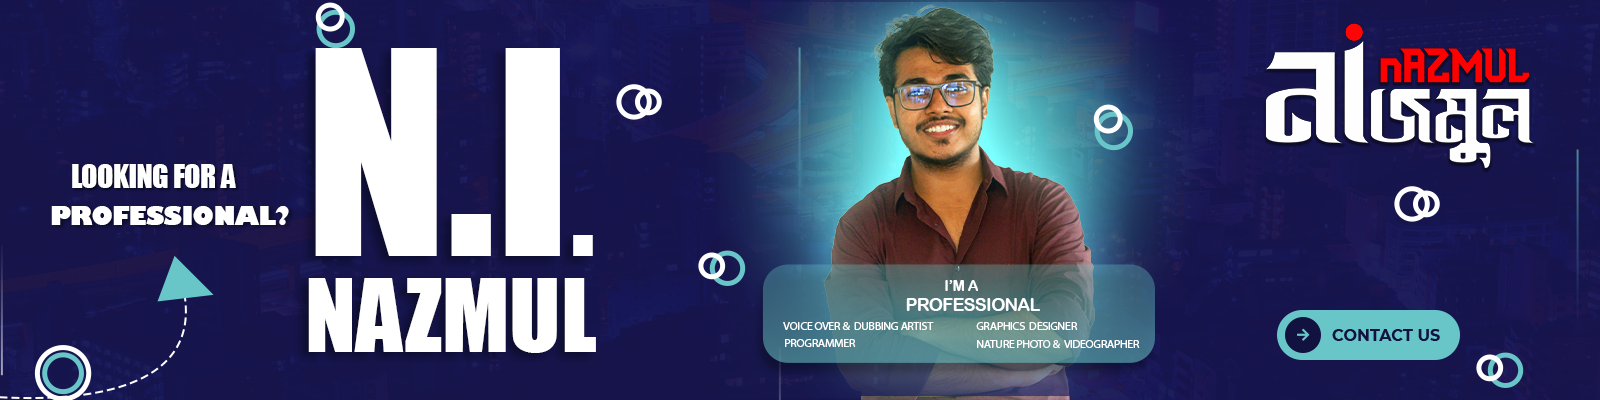 LOOKING FOR A
PROFESSIONAL?
N.I.
NAZMUL
I'M A
PROFESSIONAL
VOICE OVER & DUBBING ARTIST
PROGRAMMER
GRAPHICS DESIGNER
NATURE PHOTO & VIDEOGRAPHER
nAZMUL
নাজমুল
CONTACT US